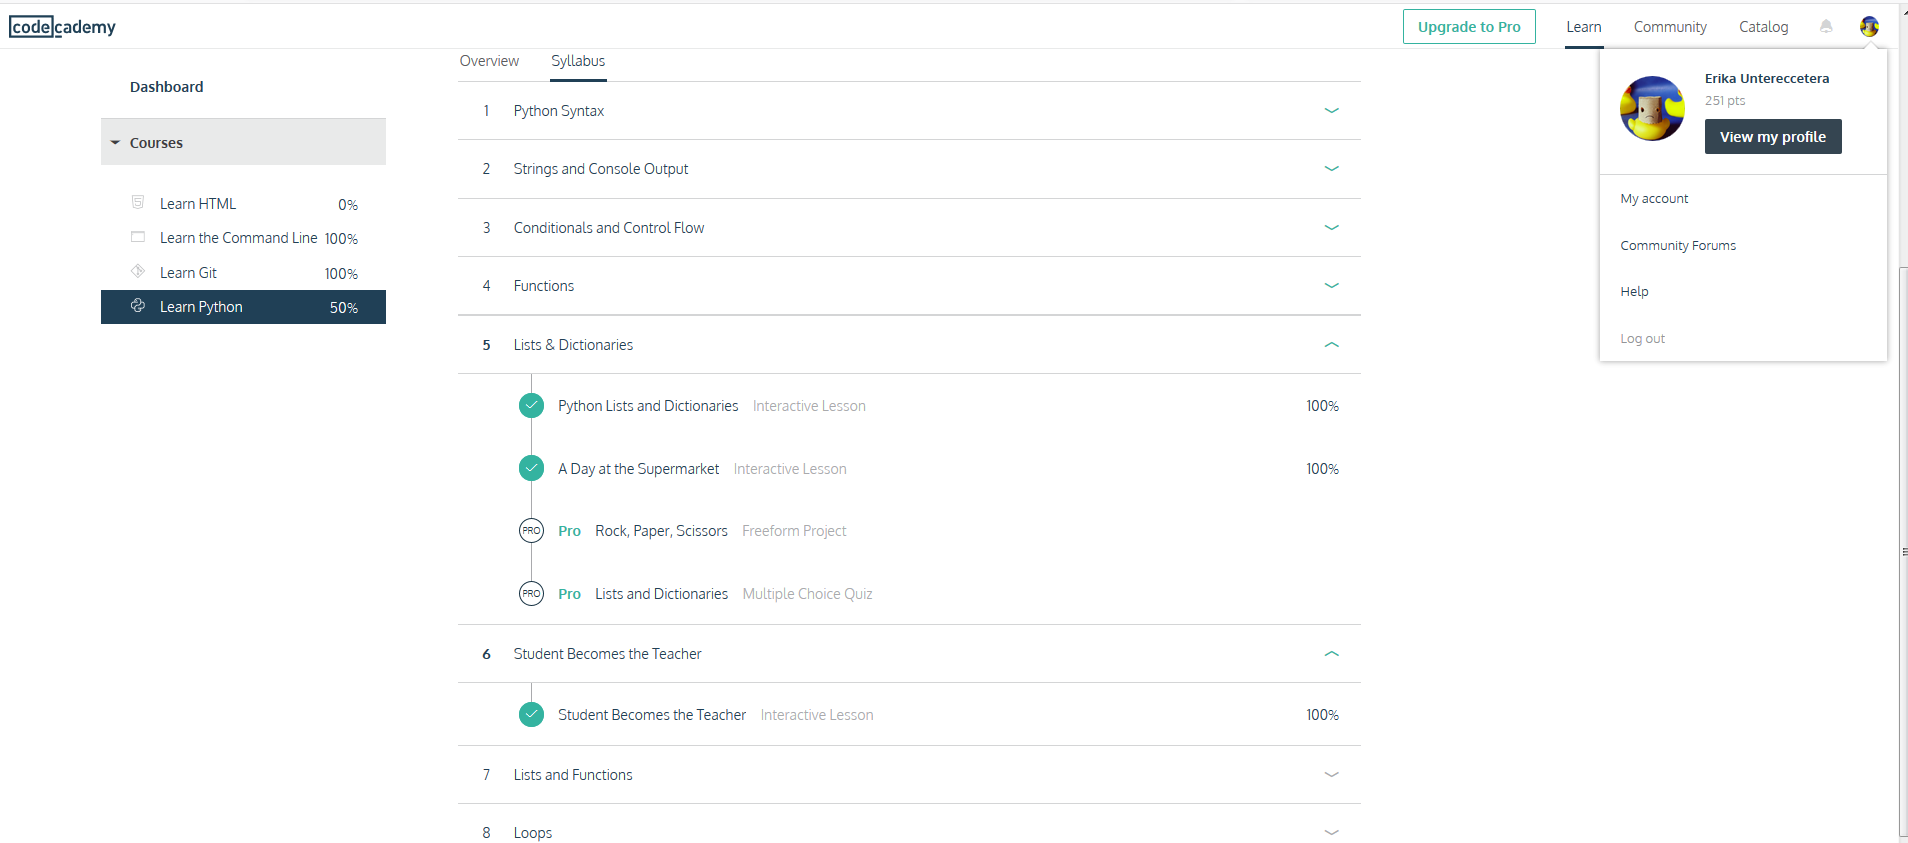 codecademy
Upgrade to Pro
Learn
Community
Catalog
Dashboard
Courses
Learn HTML 0%
Learn the Command Line 100%
Learn Git 100%
Learn Python 50%
Overview
Syllabus
1 Python Syntax
2 Strings and Console Output
3 Conditionals and Control Flow
4 Functions
5 Lists & Dictionaries
Python Lists and Dictionaries Interactive Lesson 100%
A Day at the Supermarket Interactive Lesson 100%
PRO Pro Rock, Paper, Scissors Freeform Project
PRO Pro Lists and Dictionaries Multiple Choice Quiz
6 Student Becomes the Teacher
Student Becomes the Teacher Interactive Lesson 100%
7 Lists and Functions
8 Loops
Erika Untereccetera
251 pts
View my profile
My account
Community Forums
Help
Log out